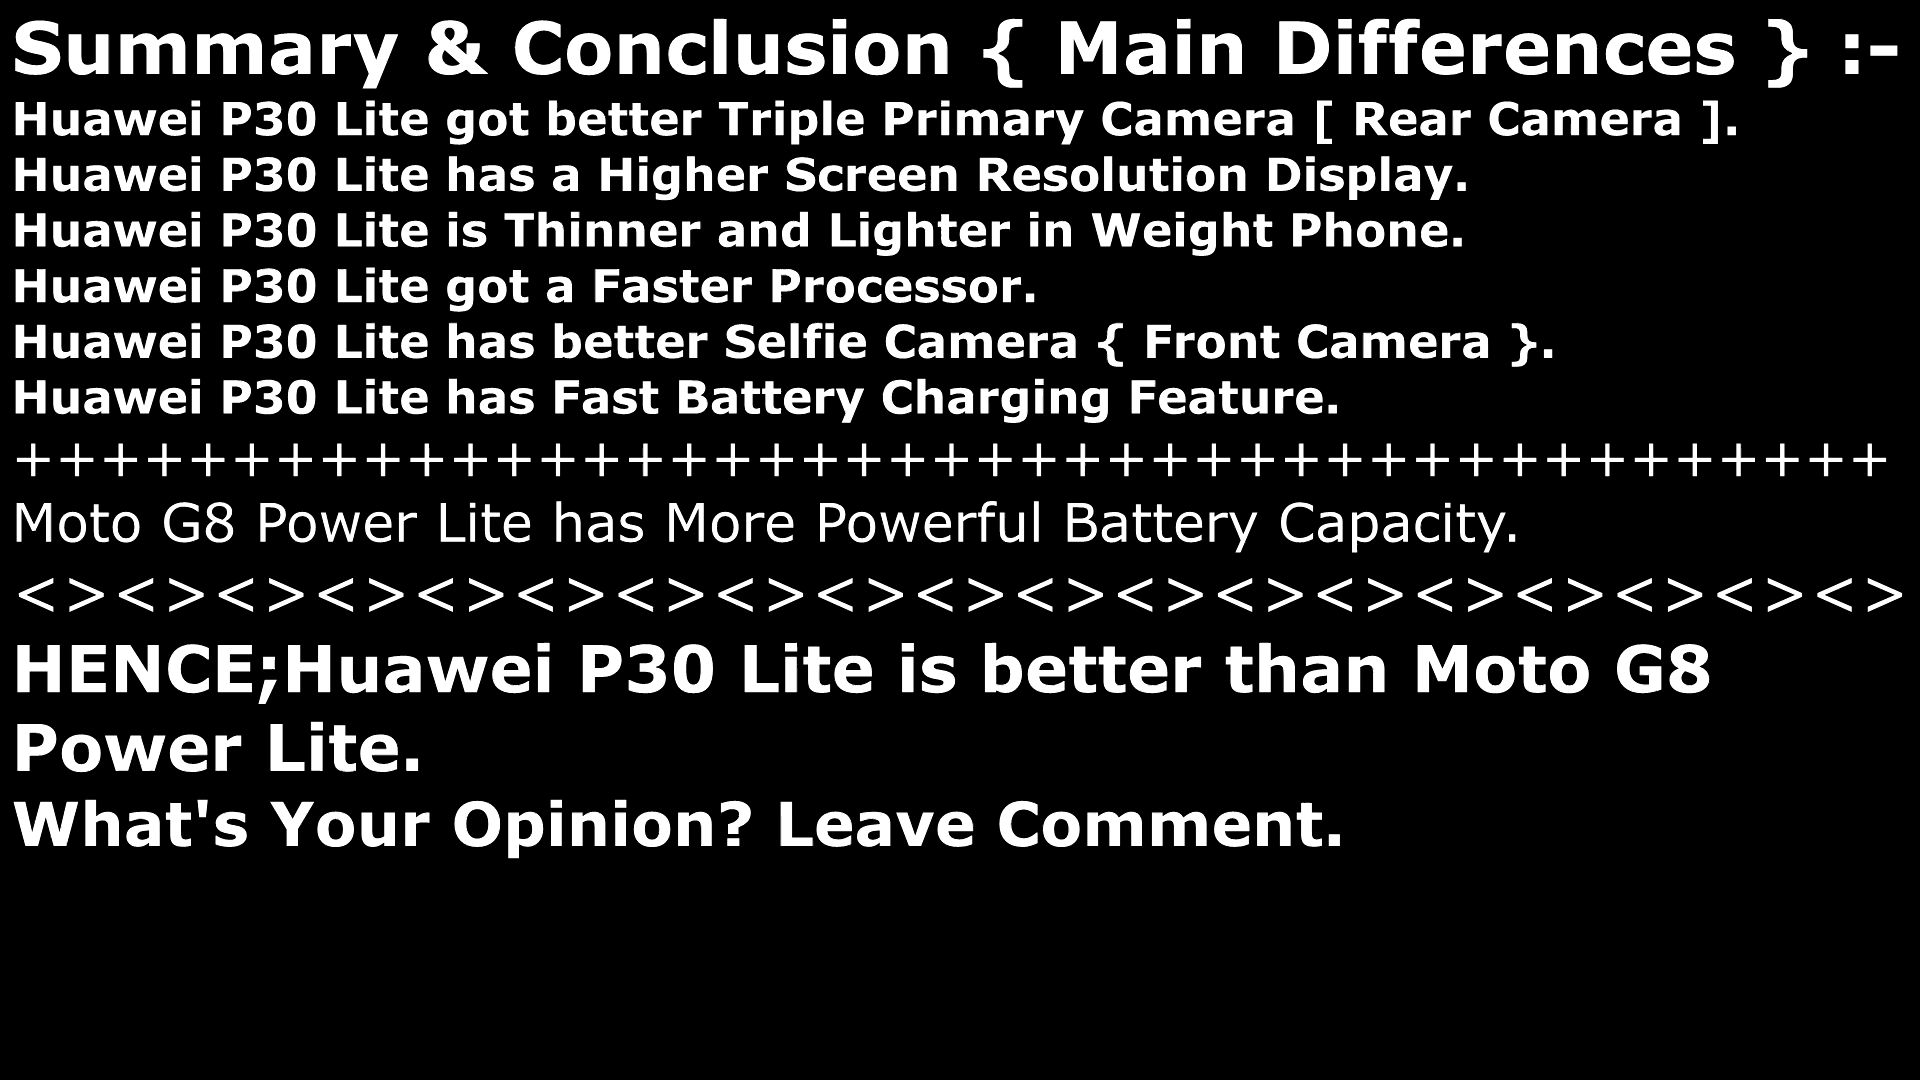 Summary & Conclusion { Main Differences } :-
Huawei P30 Lite got better Triple Primary Camera [ Rear Camera ].
Huawei P30 Lite has a Higher Screen Resolution Display.
Huawei P30 Lite is Thinner and Lighter in Weight Phone.
Huawei P30 Lite got a Faster Processor.
Huawei P30 Lite has better Selfie Camera { Front Camera }.
Huawei P30 Lite has Fast Battery Charging Feature.
+++++++++++++++++++++++++++++++++++++++++++
Moto G8 Power Lite has More Powerful Battery Capacity.
<><><><><><><><><><><><><><><><><><><>
HENCE;Huawei P30 Lite is better than Moto G8
Power Lite.
What's Your Opinion? Leave Comment.